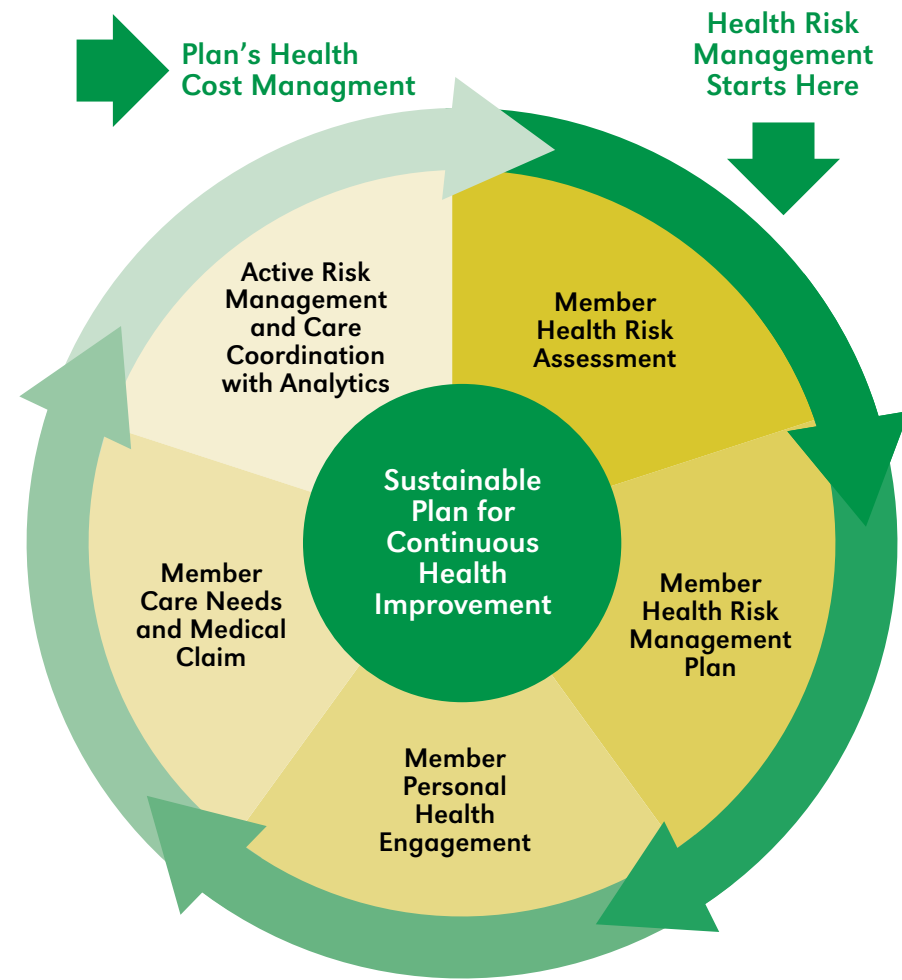 Plan's Health
Cost Managment
Health Risk
Management
Starts Here
Member
Health Risk
Assessment
Member
Health Risk
Management
Plan
Member
Personal
Health
Engagement
Member
Care Needs
and Medical
Claim
Active Risk
Management
and Care
Coordination
with Analytics
Sustainable
Plan for
Continuous
Health
Improvement